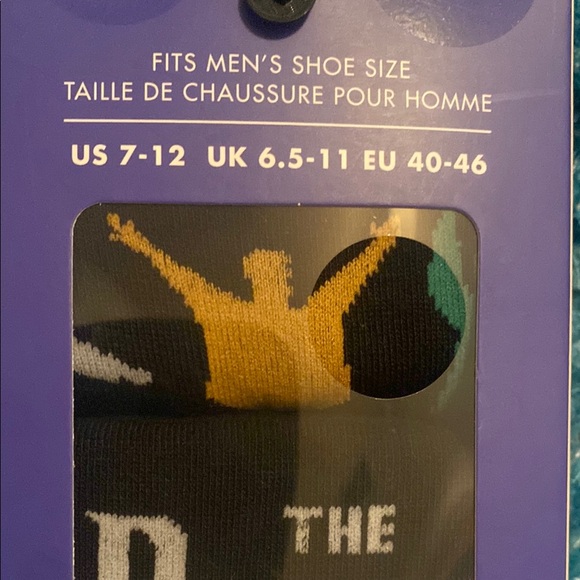 FITS MEN'S SHOE SIZE
TAILLE DE CHAUSSURE POUR HOMME
US 7-12 UK 6.5-11 EU 40-46
THE